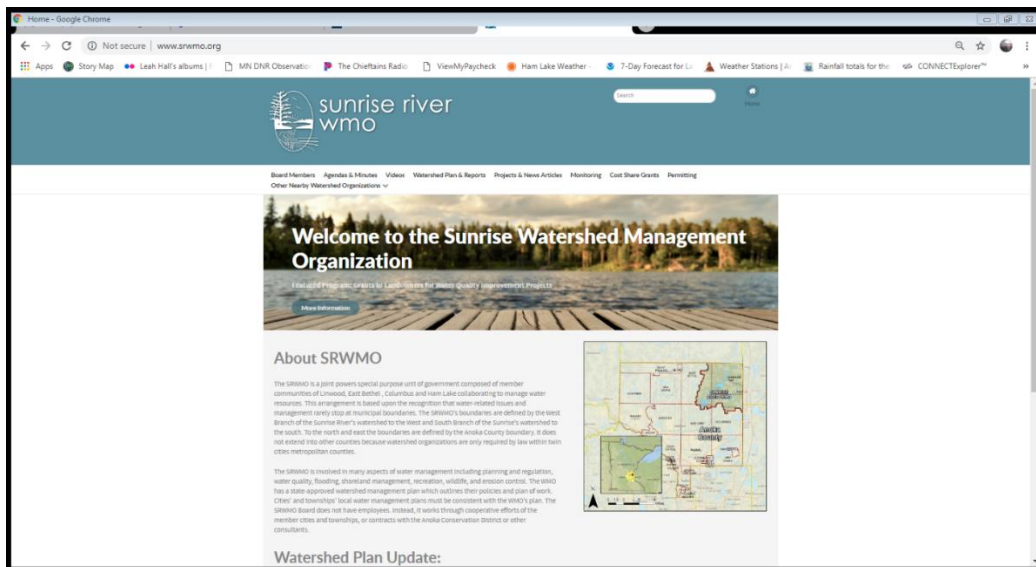 Home - Google Chrome
Not secure | www.srwmo.org
Apps Story Map Leah Hall's albums | MN DNR Observatio The Chieftains Radio ViewMyPaycheck Ham Lake Weather - 7-Day Forecast for La Weather Stations | A Rainfall totals for the CONNECTExplorer™ »
sunrise river
wmo
Search
Home
Board Members Agendas & Minutes Videos Watershed Plan & Reports Projects & News Articles Monitoring Cost Share Grants Permitting
Other Nearby Watershed Organizations
Welcome to the Sunrise Watershed Management
Organization
Featured Program: Grants to Landowners for Water Quality Improvement Projects
More Information
About SRWMO
The SRWMO is a joint powers special purpose unit of government composed of member
communities of Linwood, East Bethel , Columbus and Ham Lake collaborating to manage water
resources. This arrangement is based upon the recognition that water-related issues and
management rarely stop at municipal boundaries. The SRWMO's boundaries are defined by the West
Branch of the Sunrise River's watershed to the West and South Branch of the Sunrise's watershed to
the south. To the north and east the boundaries are defined by the Anoka County boundary. It does
not extend into other counties because watershed organizations are only required by law within twin
cities metropolitan counties.
The SRWMO is involved in many aspects of water management including planning and regulation,
water quality, flooding, shoreland management, recreation, wildlife, and erosion control. The WMO
has a state-approved watershed management plan which outlines their policies and plan of work.
Cities' and townships' local water management plans must be consistent with the WMO's plan. The
SRWMO Board does not have employees. Instead, it works through cooperative efforts of the
member cities and townships, or contracts with the Anoka Conservation District or other
consultants.
Anoka
County
Watershed Plan Update: